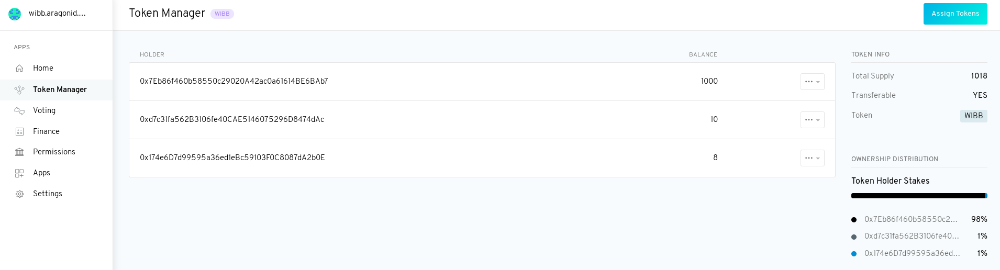 wibb.aragonid....
Token Manager WIBB
Assign Tokens
APPS
Home
Token Manager
Voting
Finance
Permissions
Apps
Settings
HOLDER BALANCE
0x7Eb86f460b58550c29020A42ac0a61614BE6BAb7 1000
0xd7c31fa562B3106fe40CAE5146075296D8474dAc 10
0x174e6D7d99595a36ed1eBc59103F0C8087dA2b0E 8
TOKEN INFO
Total Supply 1018
Transferable YES
Token WIBB
OWNERSHIP DISTRIBUTION
Token Holder Stakes
0x7Eb86f460b58550c2... 98%
0xd7c31fa562B3106fe40... 1%
0x174e6D7d99595a36ed... 1%